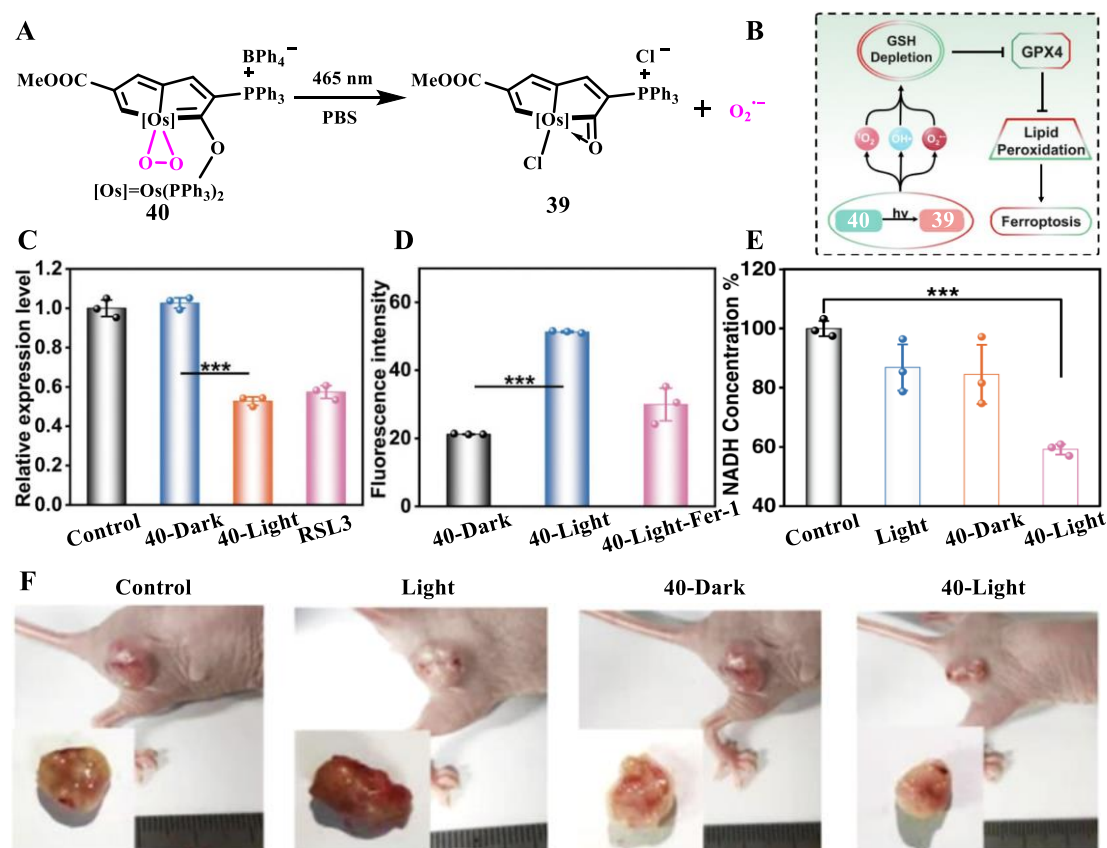 A
MeOOC
BPh4−
+
PPh3
[Os]
O–O
O
[Os]=Os(PPh3)2
40
465 nm
PBS
MeOOC
Cl−
+
PPh3
[Os]
Cl
O
39
+ O2•−
B
GSH
Depletion
GPX4
1O2
OH•
O2•−
Lipid
Peroxidation
40
hv
39
Ferroptosis
C
Relative expression level
1.2
1.0
0.8
0.6
0.4
0.2
0.0
***
Control
40-Dark
40-Light
RSL3
D
Fluorescence intensity
60
40
20
0
***
40-Dark
40-Light
40-Light-Fer-1
E
NADH Concentration %
120
100
80
60
40
***
Control
Light
40-Dark
40-Light
F
Control
Light
40-Dark
40-Light